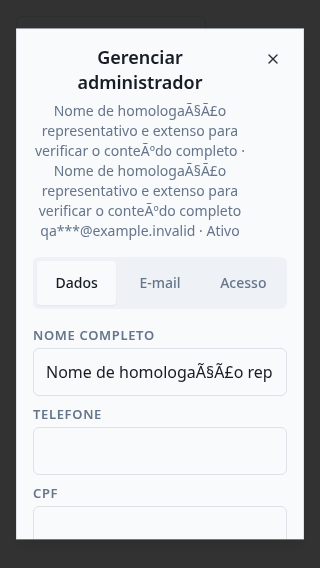 Gerenciar
administrador
×
Nome de homologaÃ§Ã£o
representativo e extenso para
verificar o conteÃºdo completo ·
Nome de homologaÃ§Ã£o
representativo e extenso para
verificar o conteÃºdo completo
qa***@example.invalid · Ativo
Dados E-mail Acesso
NOME COMPLETO
Nome de homologaÃ§Ã£o rep
TELEFONE
CPF